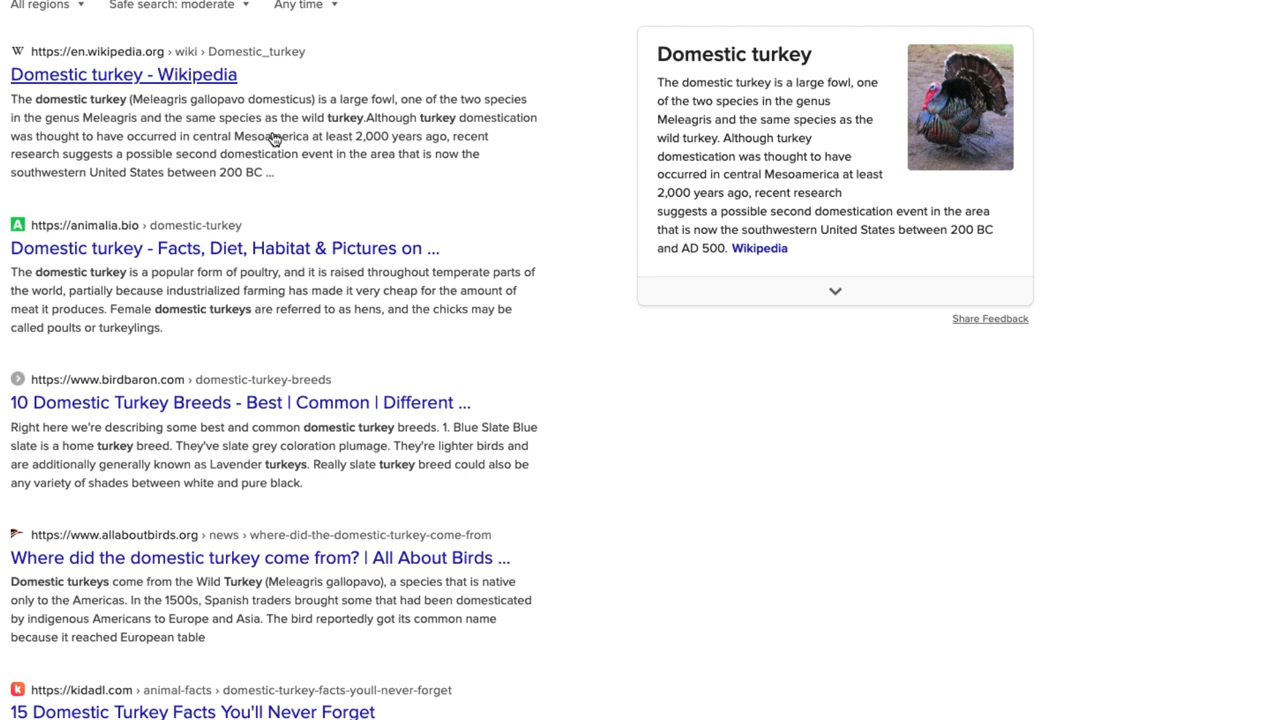 All regions
Safe search: moderate
Any time
https://en.wikipedia.org › wiki › Domestic_turkey
Domestic turkey - Wikipedia
The domestic turkey (Meleagris gallopavo domesticus) is a large fowl, one of the two species
in the genus Meleagris and the same species as the wild turkey.Although turkey domestication
was thought to have occurred in central Mesoamerica at least 2,000 years ago, recent
research suggests a possible second domestication event in the area that is now the
southwestern United States between 200 BC ...
A https://animalia.bio › domestic-turkey
Domestic turkey - Facts, Diet, Habitat & Pictures on ...
The domestic turkey is a popular form of poultry, and it is raised throughout temperate parts of
the world, partially because industrialized farming has made it very cheap for the amount of
meat it produces. Female domestic turkeys are referred to as hens, and the chicks may be
called poults or turkeylings.
https://www.birdbaron.com › domestic-turkey-breeds
10 Domestic Turkey Breeds - Best | Common | Different ...
Right here we're describing some best and common domestic turkey breeds. 1. Blue Slate Blue
slate is a home turkey breed. They've slate grey coloration plumage. They're lighter birds and
are additionally generally known as Lavender turkeys. Really slate turkey breed could also be
any variety of shades between white and pure black.
https://www.allaboutbirds.org › news › where-did-the-domestic-turkey-come-from
Where did the domestic turkey come from? | All About Birds ...
Domestic turkeys come from the Wild Turkey (Meleagris gallopavo), a species that is native
only to the Americas. In the 1500s, Spanish traders brought some that had been domesticated
by indigenous Americans to Europe and Asia. The bird reportedly got its common name
because it reached European table
k https://kidadl.com › animal-facts › domestic-turkey-facts-youll-never-forget
15 Domestic Turkey Facts You'll Never Forget
Domestic turkey
The domestic turkey is a large fowl, one
of the two species in the genus
Meleagris and the same species as the
wild turkey. Although turkey
domestication was thought to have
occurred in central Mesoamerica at least
2,000 years ago, recent research
suggests a possible second domestication event in the area
that is now the southwestern United States between 200 BC
and AD 500. Wikipedia
Share Feedback